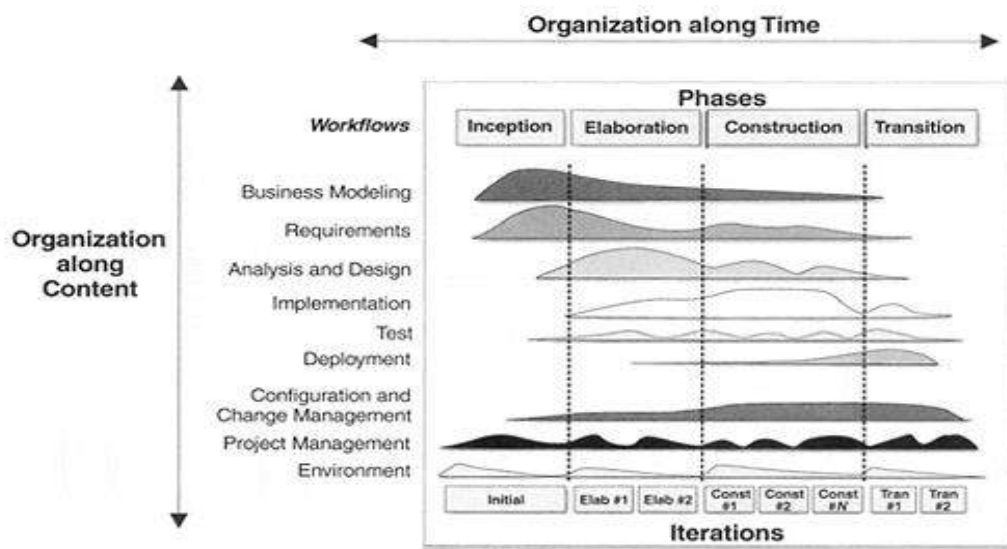 Organization along Time
Phases
Workflows
Inception
Elaboration
Construction
Transition
Organization
along
Content
Business Modeling
Requirements
Analysis and Design
Implementation
Test
Deployment
Configuration and
Change Management
Project Management
Environment
Initial
Elab #1
Elab #2
Const
#1
Const
#2
Const
#N
Tran
#1
Tran
#2
Iterations